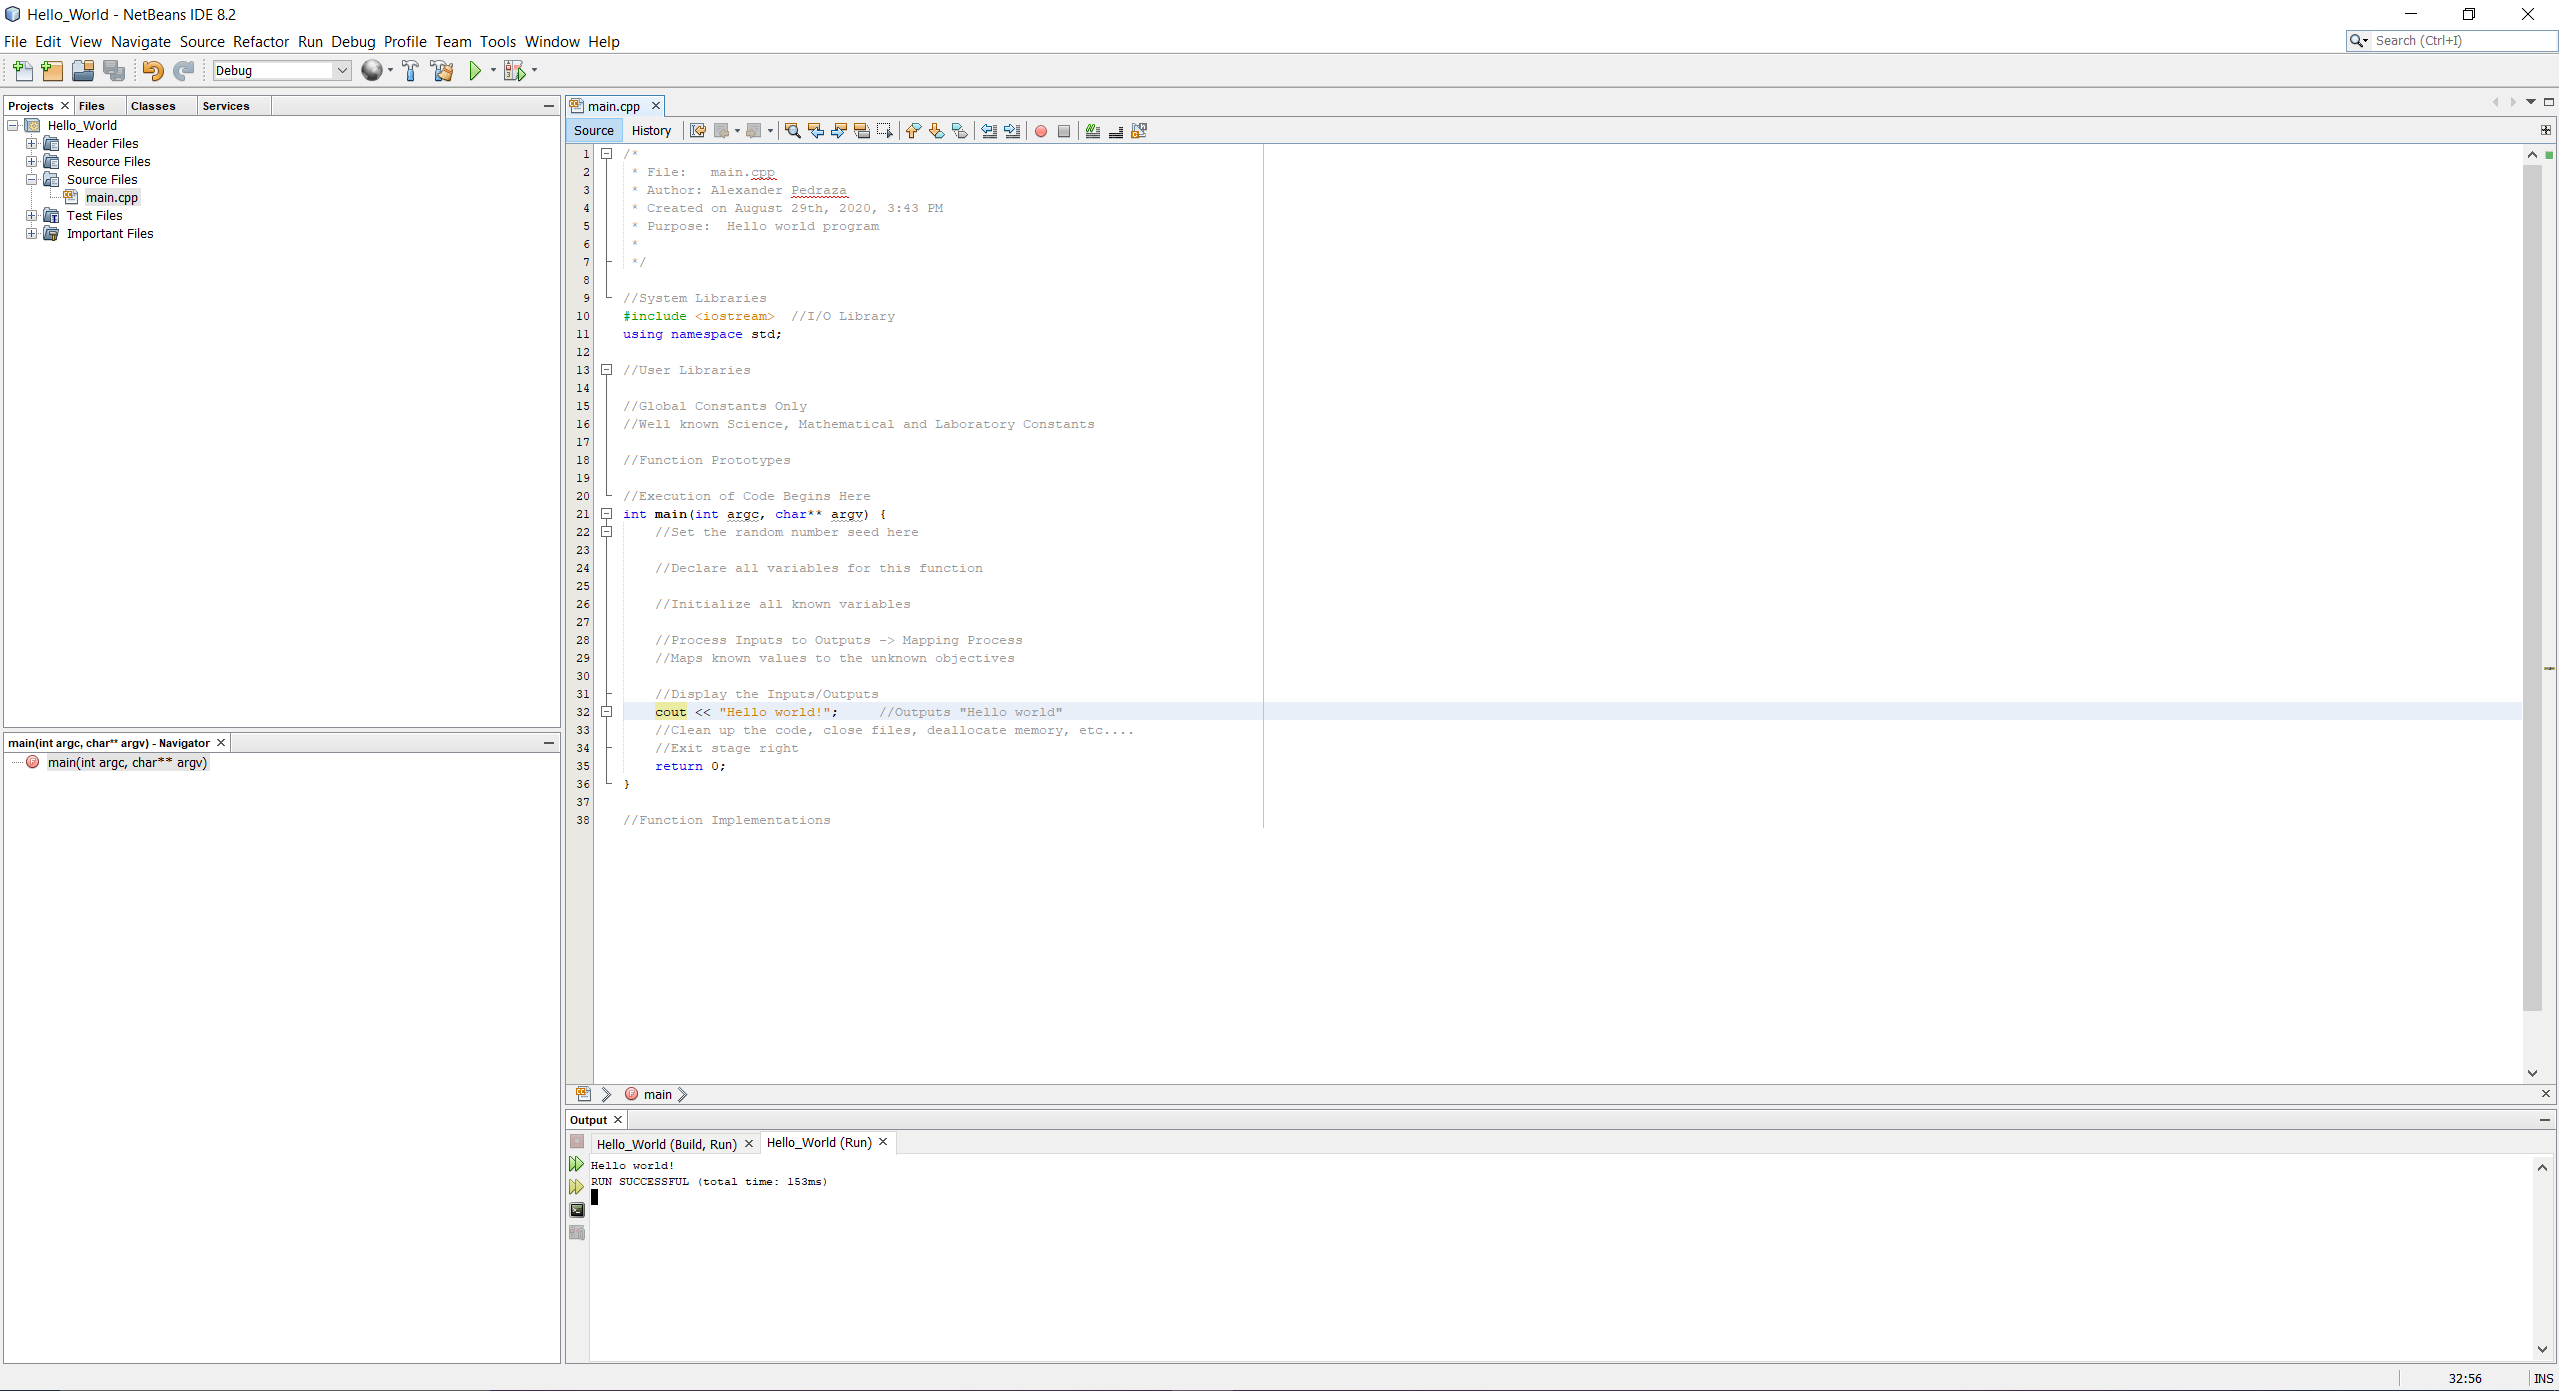 Hello_World - NetBeans IDE 8.2
File Edit View Navigate Source Refactor Run Debug Profile Team Tools Window Help
Search (Ctrl+I)
Debug
Projects Files Classes Services
Hello_World
Header Files
Resource Files
Source Files
main.cpp
Test Files
Important Files
main(int argc, char** argv) - Navigator
main(int argc, char** argv)
main.cpp
Source History
1 /*
2 * File:   main.cpp
3 * Author: Alexander Pedraza
4 * Created on August 29th, 2020, 3:43 PM
5 * Purpose:  Hello world program
6 *
7 */
8
9 //System Libraries
10 #include <iostream>  //I/O Library
11 using namespace std;
12
13 //User Libraries
14
15 //Global Constants Only
16 //Well known Science, Mathematical and Laboratory Constants
17
18 //Function Prototypes
19
20 //Execution of Code Begins Here
21 int main(int argc, char** argv) {
22     //Set the random number seed here
23
24     //Declare all variables for this function
25
26     //Initialize all known variables
27
28     //Process Inputs to Outputs -> Mapping Process
29     //Maps known values to the unknown objectives
30
31     //Display the Inputs/Outputs
32     cout << "Hello world!";     //Outputs "Hello world"
33     //Clean up the code, close files, deallocate memory, etc....
34     //Exit stage right
35     return 0;
36 }
37
38 //Function Implementations
main
Output
Hello_World (Build, Run) Hello_World (Run)
Hello world!
RUN SUCCESSFUL (total time: 153ms)
32:56 INS